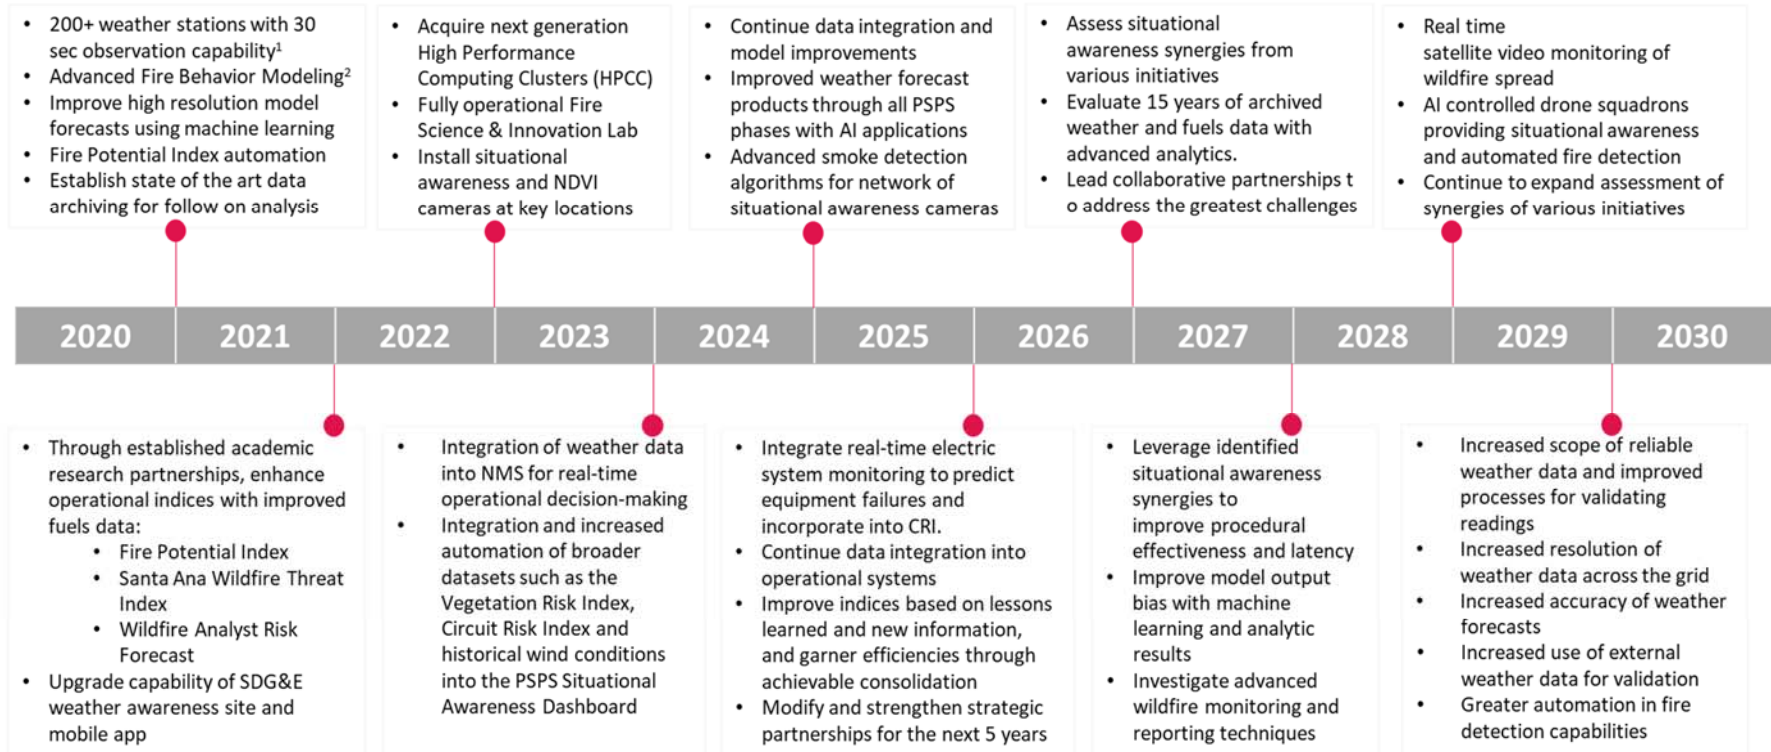 • 200+ weather stations with 30
sec observation capability¹
• Advanced Fire Behavior Modeling²
• Improve high resolution model
forecasts using machine learning
• Fire Potential Index automation
• Establish state of the art data
archiving for follow on analysis
• Acquire next generation
High Performance
Computing Clusters (HPCC)
• Fully operational Fire
Science & Innovation Lab
• Install situational
awareness and NDVI
cameras at key locations
• Continue data integration and
model improvements
• Improved weather forecast
products through all PSPS
phases with AI applications
• Advanced smoke detection
algorithms for network of
situational awareness cameras
• Assess situational
awareness synergies from
various initiatives
• Evaluate 15 years of archived
weather and fuels data with
advanced analytics.
• Lead collaborative partnerships t
o address the greatest challenges
• Real time
satellite video monitoring of
wildfire spread
• AI controlled drone squadrons
providing situational awareness
and automated fire detection
• Continue to expand assessment of
synergies of various initiatives
2020 2021 2022 2023 2024 2025 2026 2027 2028 2029 2030
• Through established academic
research partnerships, enhance
operational indices with improved
fuels data:
• Fire Potential Index
• Santa Ana Wildfire Threat
Index
• Wildfire Analyst Risk
Forecast
• Upgrade capability of SDG&E
weather awareness site and
mobile app
• Integration of weather data
into NMS for real-time
operational decision-making
• Integration and increased
automation of broader
datasets such as the
Vegetation Risk Index,
Circuit Risk Index and
historical wind conditions
into the PSPS Situational
Awareness Dashboard
• Integrate real-time electric
system monitoring to predict
equipment failures and
incorporate into CRI.
• Continue data integration into
operational systems
• Improve indices based on lessons
learned and new information,
and garner efficiencies through
achievable consolidation
• Modify and strengthen strategic
partnerships for the next 5 years
• Leverage identified
situational awareness
synergies to
improve procedural
effectiveness and latency
• Improve model output
bias with machine
learning and analytic
results
• Investigate advanced
wildfire monitoring and
reporting techniques
• Increased scope of reliable
weather data and improved
processes for validating
readings
• Increased resolution of
weather data across the grid
• Increased accuracy of weather
forecasts
• Increased use of external
weather data for validation
• Greater automation in fire
detection capabilities